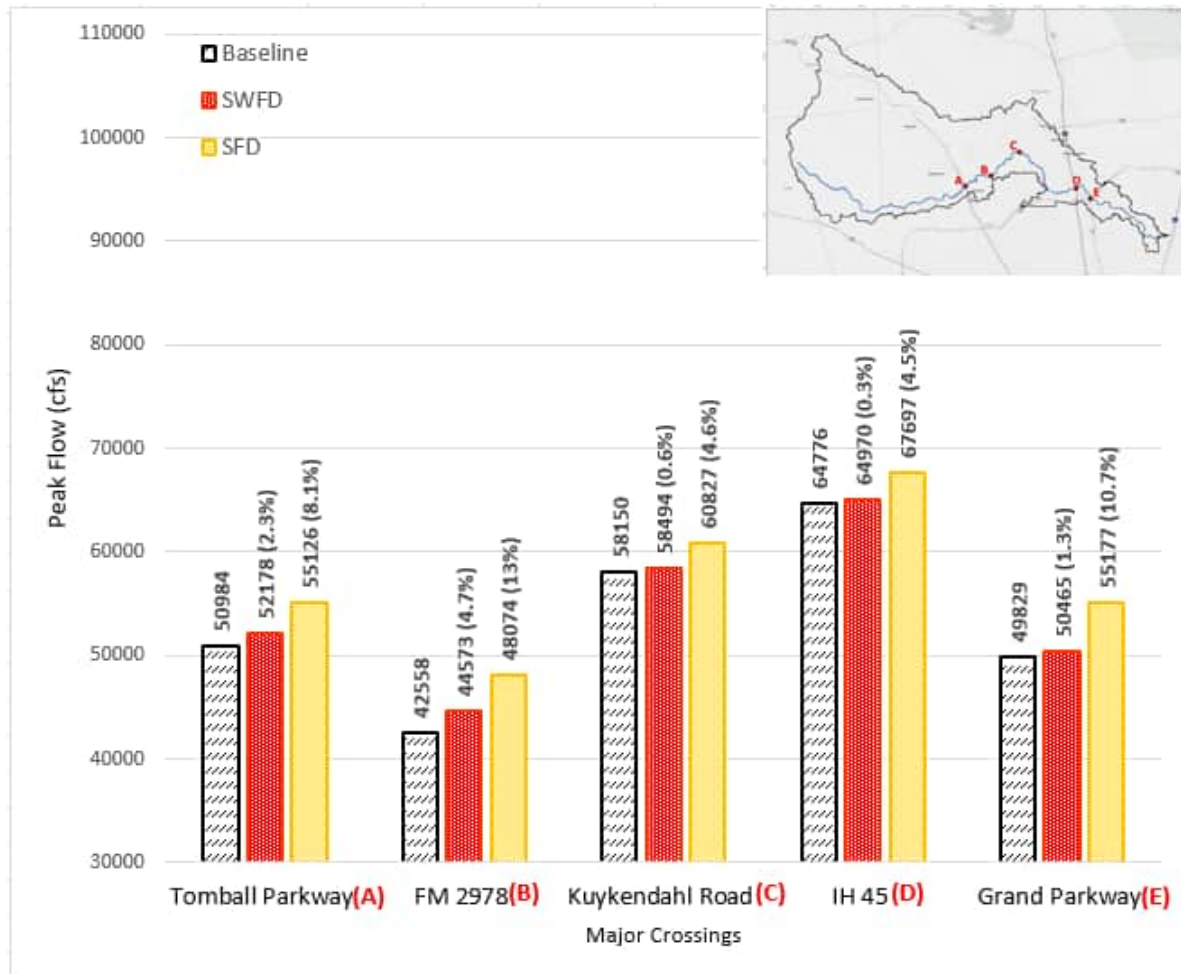 110000
100000
90000
80000
70000
60000
50000
40000
30000
Peak Flow (cfs)
Baseline
SWFD
SFD
A
B
C
D
E
50984
52178 (2.3%)
55126 (8.1%)
42558
44573 (4.7%)
48074 (13%)
58150
58494 (0.6%)
60827 (4.6%)
64776
64970 (0.3%)
67697 (4.5%)
49829
50465 (1.3%)
55177 (10.7%)
Tomball Parkway(A) FM 2978(B) Kuykendahl Road(C) IH 45(D) Grand Parkway(E)
Major Crossings